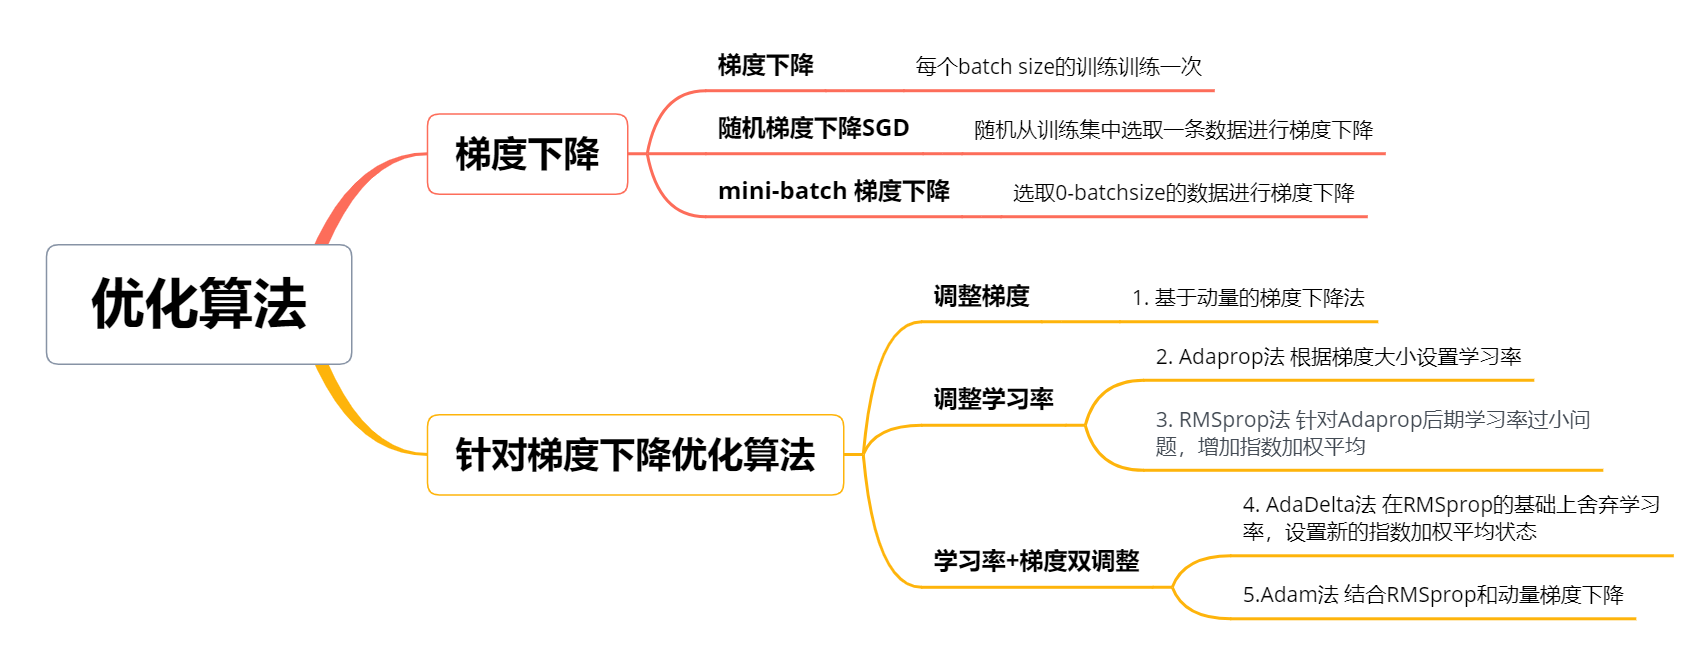 优化算法
梯度下降
梯度下降
每个batch size的训练训练一次
随机梯度下降SGD
随机从训练集中选取一条数据进行梯度下降
mini-batch 梯度下降
选取0-batchsize的数据进行梯度下降
针对梯度下降优化算法
调整梯度
1. 基于动量的梯度下降法
调整学习率
2. Adaprop法 根据梯度大小设置学习率
3. RMSprop法 针对Adaprop后期学习率过小问
题，增加指数加权平均
学习率+梯度双调整
4. AdaDelta法 在RMSprop的基础上舍弃学习
率，设置新的指数加权平均状态
5.Adam法 结合RMSprop和动量梯度下降